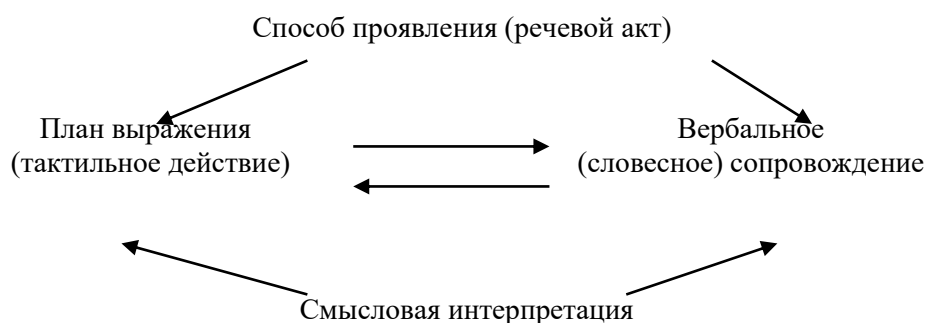 Способ проявления (речевой акт)
План выражения
(тактильное действие)
Вербальное
(словесное) сопровождение
Смысловая интерпретация